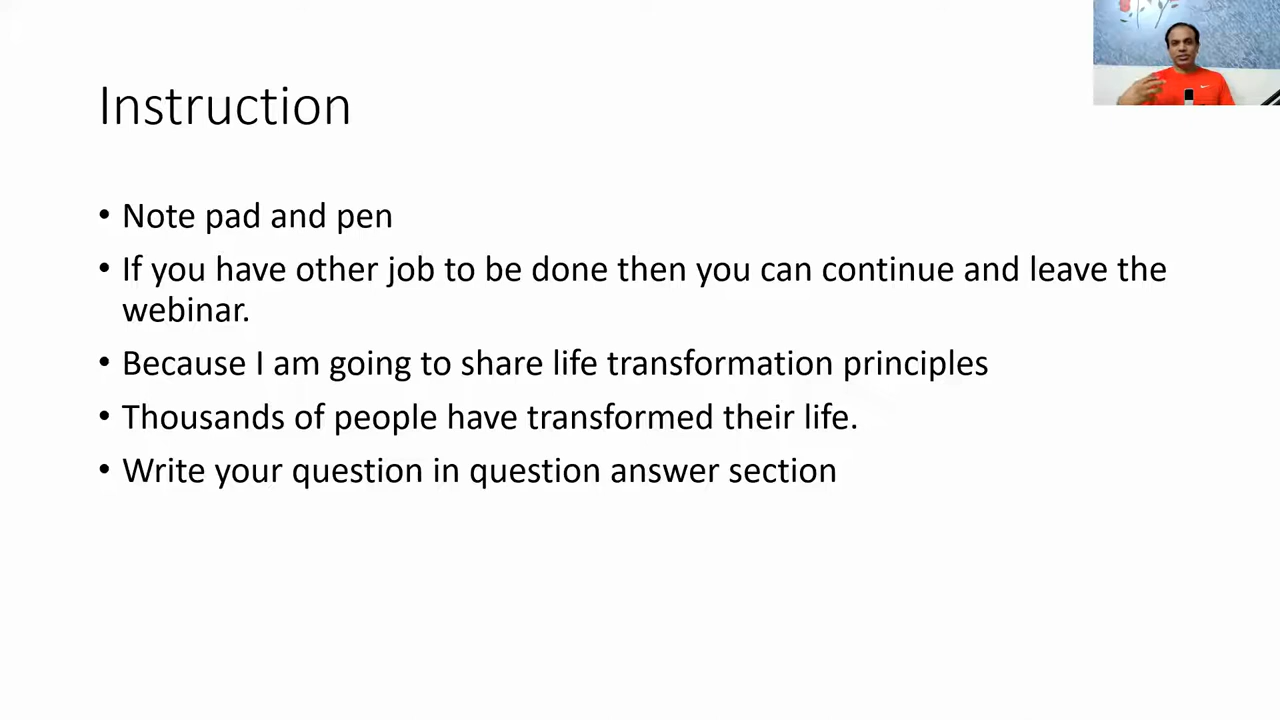 Instruction
• Note pad and pen
• If you have other job to be done then you can continue and leave the
webinar.
• Because I am going to share life transformation principles
• Thousands of people have transformed their life.
• Write your question in question answer section